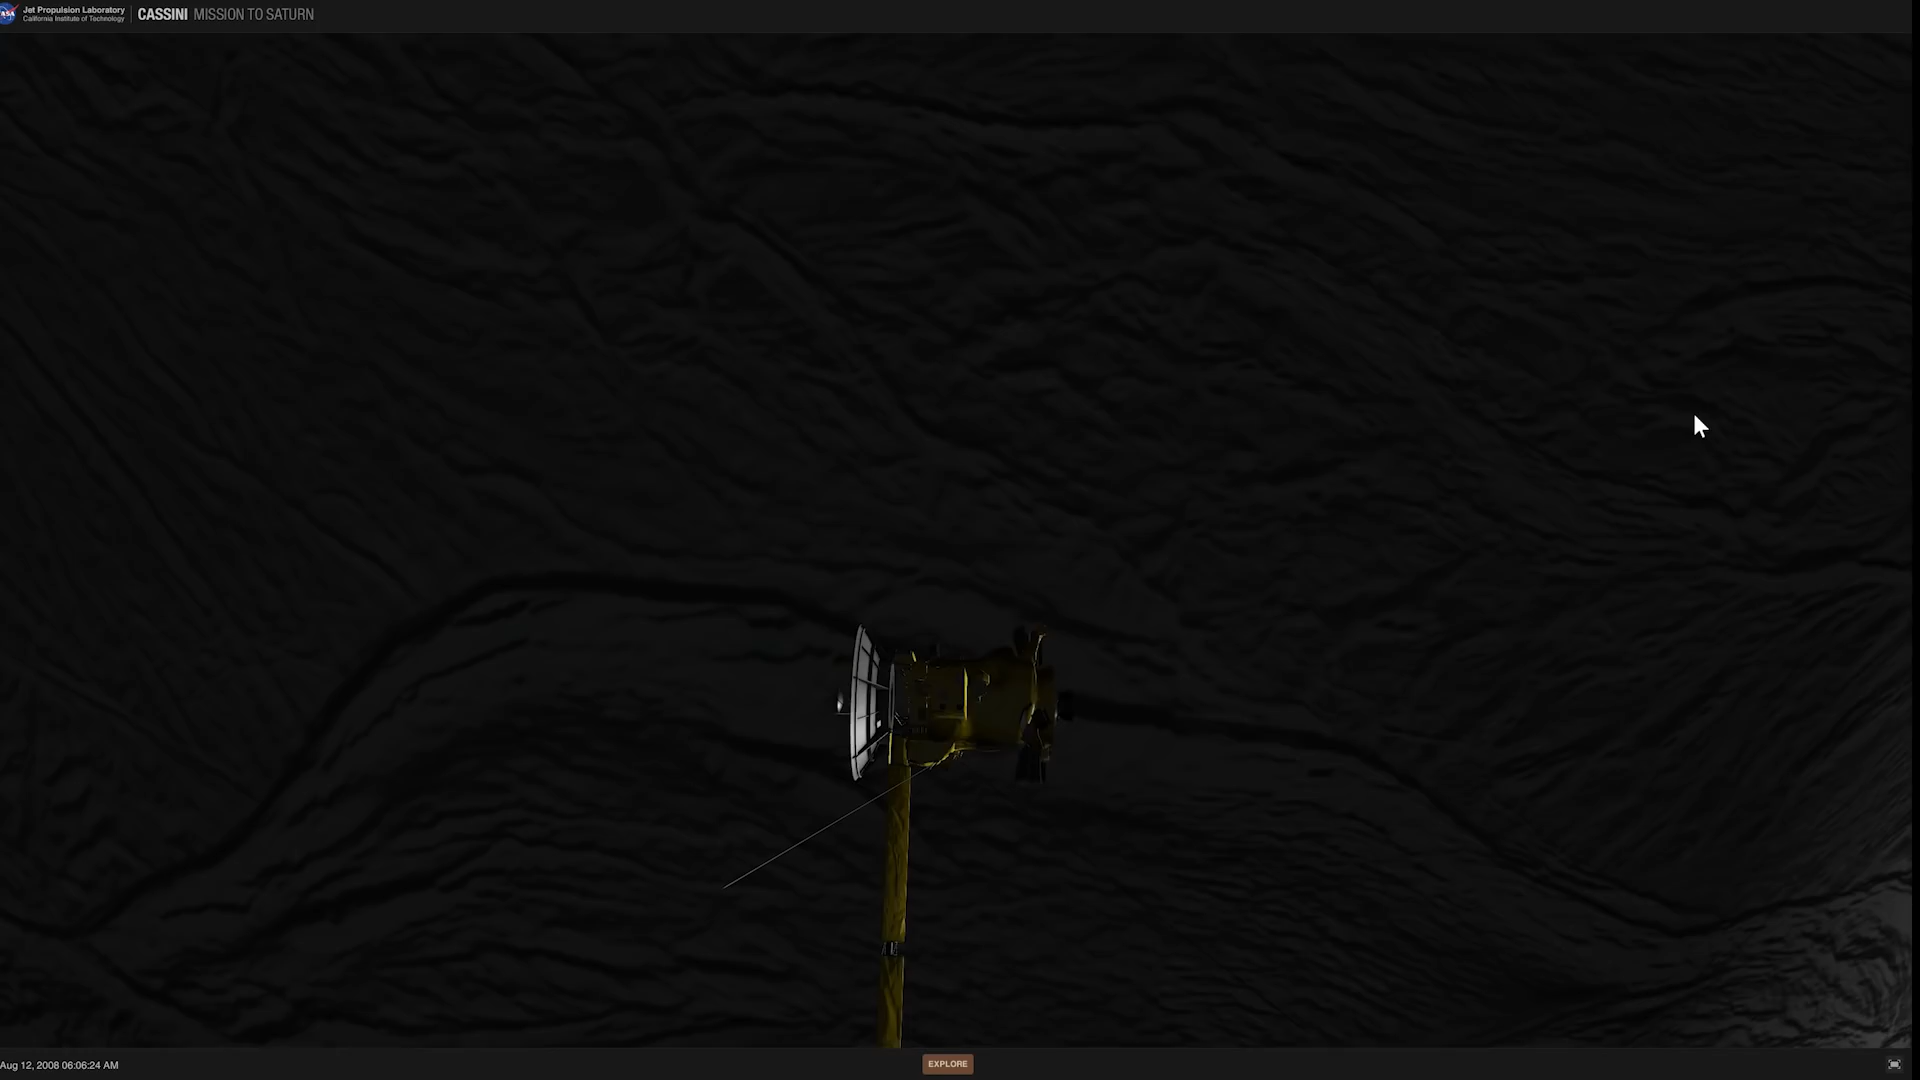 NASA
Jet Propulsion Laboratory
California Institute of Technology
CASSINI MISSION TO SATURN
Aug 12, 2008 06:06:24 AM
EXPLORE